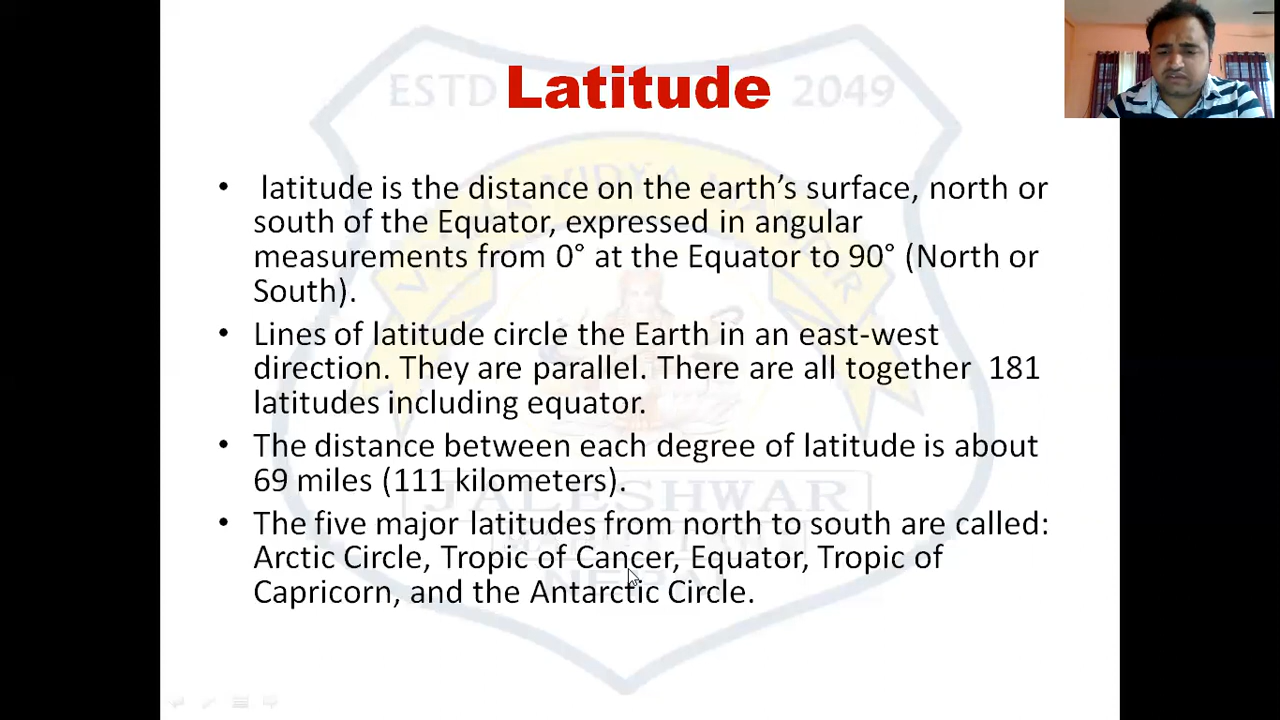 ESTD Latitude 2049
• latitude is the distance on the earth’s surface, north or
south of the Equator, expressed in angular
measurements from 0° at the Equator to 90° (North or
South).
• Lines of latitude circle the Earth in an east-west
direction. They are parallel. There are all together 181
latitudes including equator.
• The distance between each degree of latitude is about
69 miles (111 kilometers).
JALESHWAR
• The five major latitudes from north to south are called:
Arctic Circle, Tropic of Cancer, Equator, Tropic of
Capricorn, and the Antarctic Circle.
NEPAL